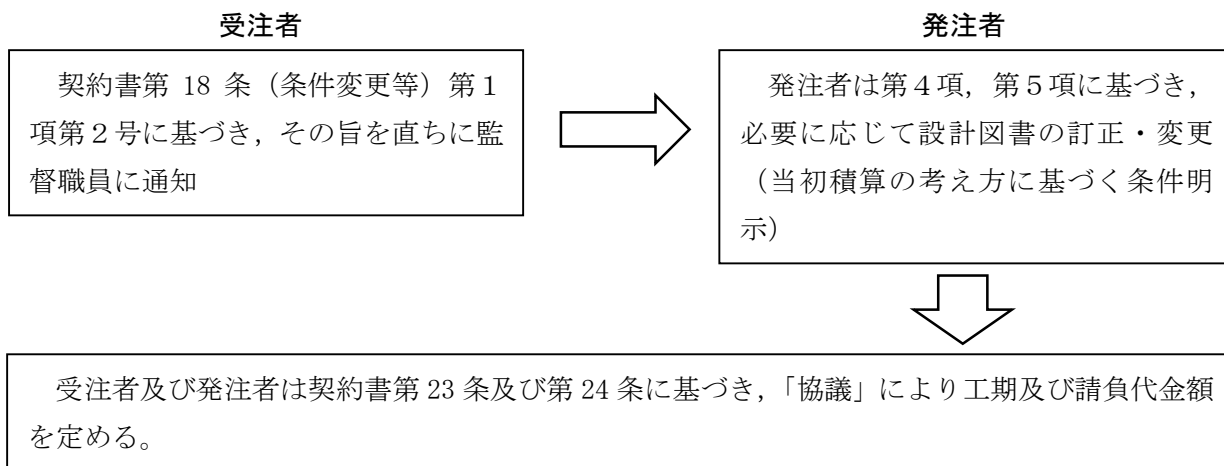 受注者
契約書第 18 条（条件変更等）第１
項第２号に基づき，その旨を直ちに監
督職員に通知
発注者
発注者は第４項，第５項に基づき，
必要に応じて設計図書の訂正・変更
（当初積算の考え方に基づく条件明
示）
受注者及び発注者は契約書第 23 条及び第 24 条に基づき，「協議」により工期及び請負代金額
を定める。